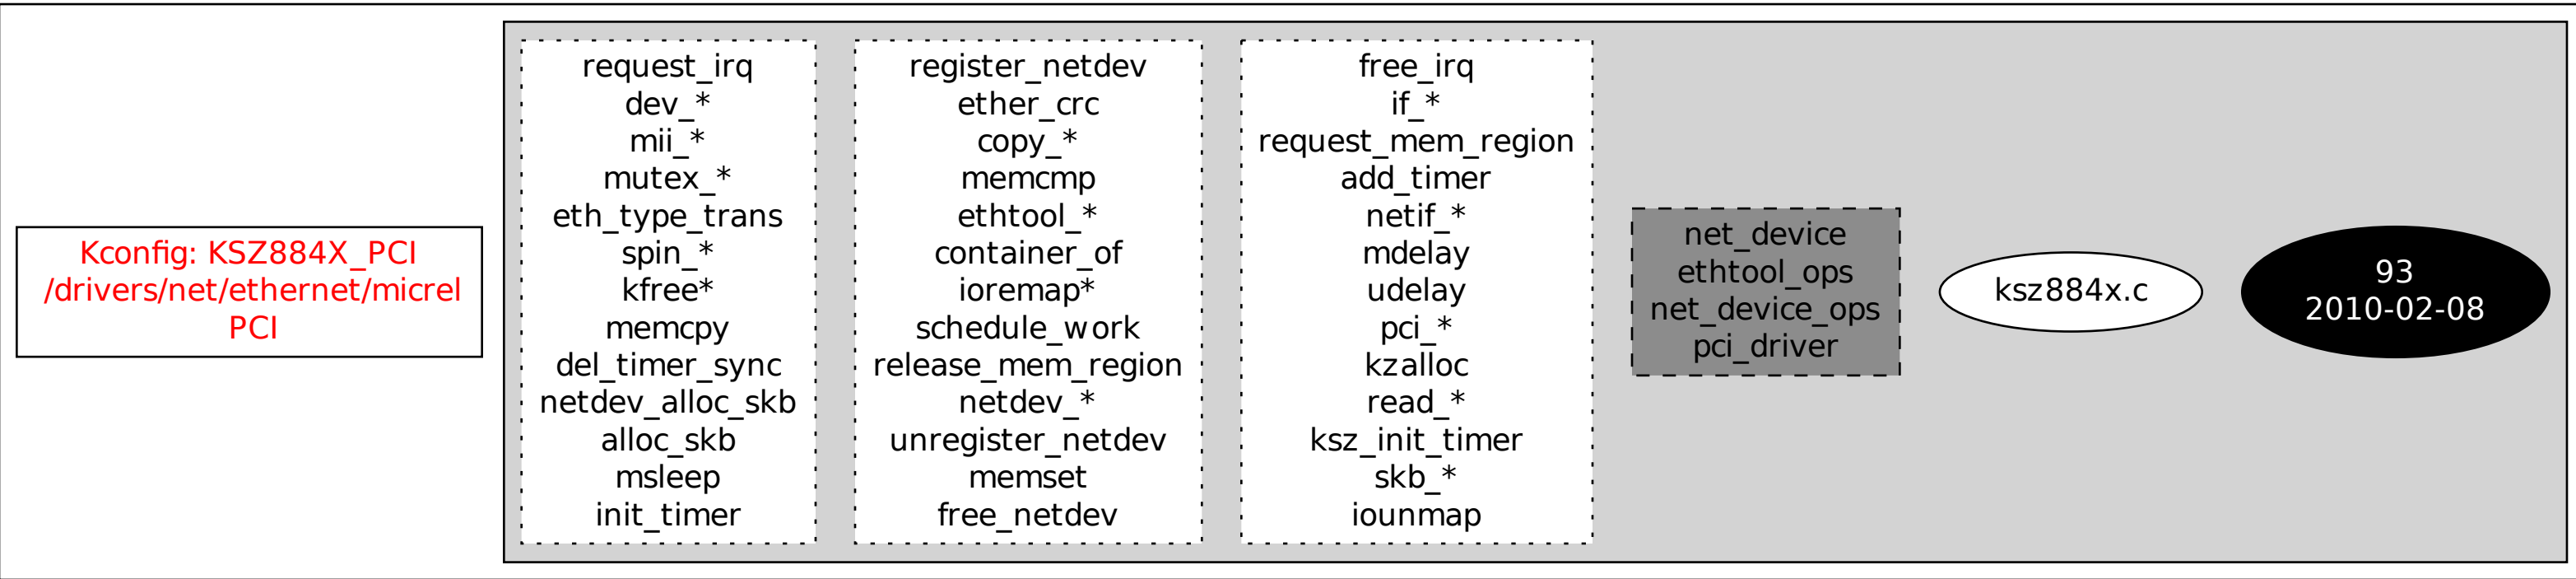 Kconfig: KSZ884X_PCI
/drivers/net/ethernet/micrel
PCI
request_irq
dev_*
mii_*
mutex_*
eth_type_trans
spin_*
kfree*
memcpy
del_timer_sync
netdev_alloc_skb
alloc_skb
msleep
init_timer
register_netdev
ether_crc
copy_*
memcmp
ethtool_*
container_of
ioremap*
schedule_work
release_mem_region
netdev_*
unregister_netdev
memset
free_netdev
free_irq
if_*
request_mem_region
add_timer
netif_*
mdelay
udelay
pci_*
kzalloc
read_*
ksz_init_timer
skb_*
iounmap
net_device
ethtool_ops
net_device_ops
pci_driver
ksz884x.c
93
2010-02-08